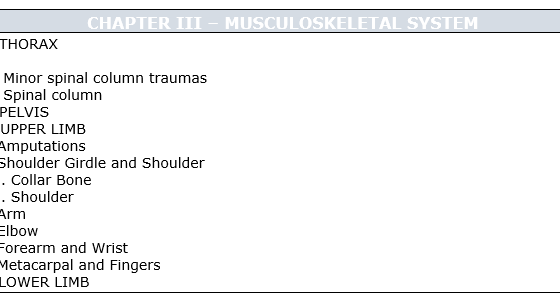 CHAPTER III – MUSCULOSKELETAL SYSTEM
THORAX
Minor spinal column traumas
Spinal column
PELVIS
UPPER LIMB
Amputations
Shoulder Girdle and Shoulder
. Collar Bone
. Shoulder
Arm
Elbow
Forearm and Wrist
Metacarpal and Fingers
LOWER LIMB